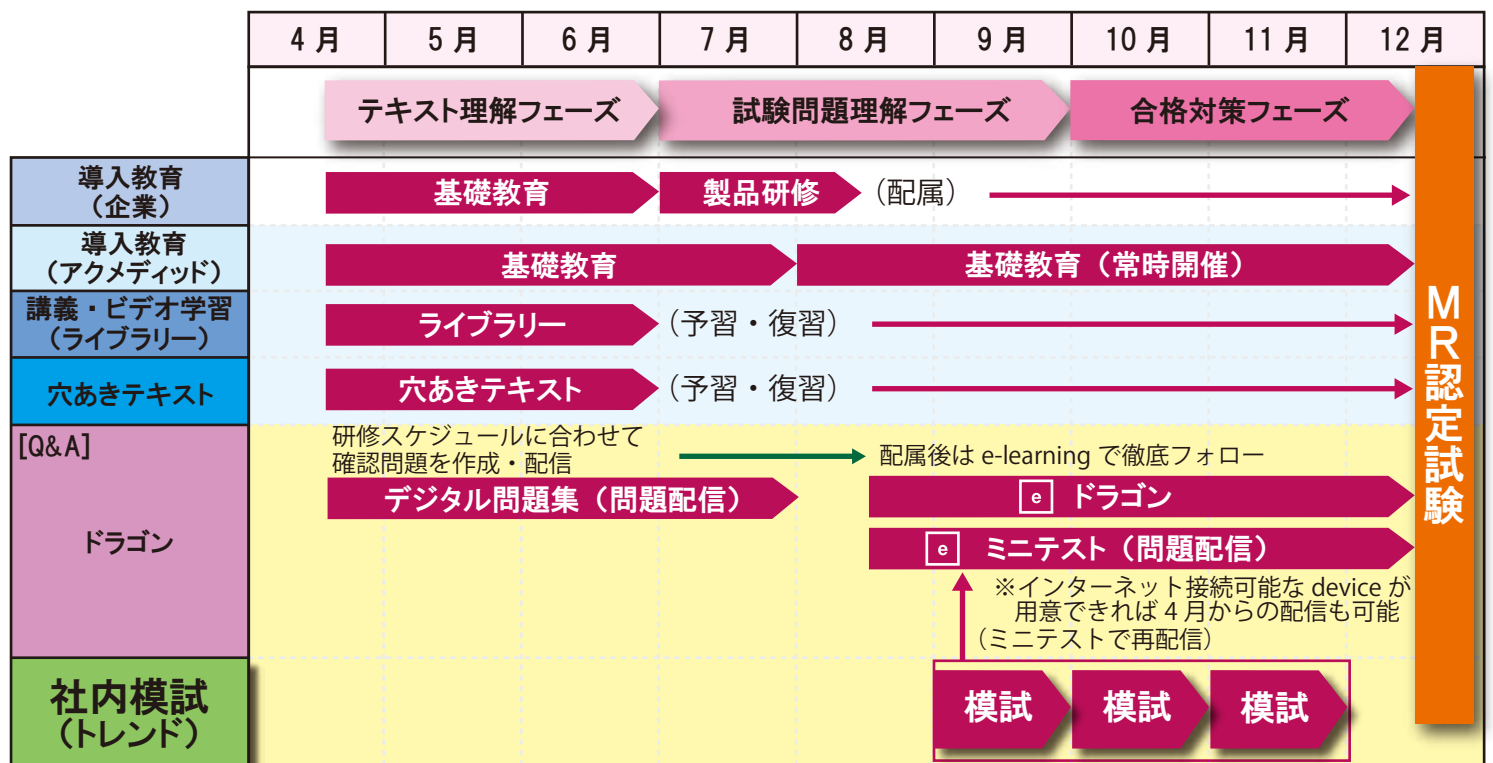 4 月 5 月 6 月 7 月 8 月 9 月 10 月 11 月 12 月
テキスト理解フェーズ 試験問題理解フェーズ 合格対策フェーズ
導入教育
（企業）
基礎教育 製品研修 （配属）
導入教育
（アクメディッド）
基礎教育 基礎教育（常時開催）
講義・ビデオ学習
（ライブラリー）
ライブラリー （予習・復習）
穴あきテキスト
穴あきテキスト （予習・復習）
[Q&A]
ドラゴン
研修スケジュールに合わせて
確認問題を作成・配信
配属後は e-learning で徹底フォロー
デジタル問題集（問題配信）
e ドラゴン
e ミニテスト（問題配信）
※インターネット接続可能な device が
用意できれば 4 月からの配信も可能
（ミニテストで再配信）
社内模試
（トレンド）
模試 模試 模試
MR認定試験